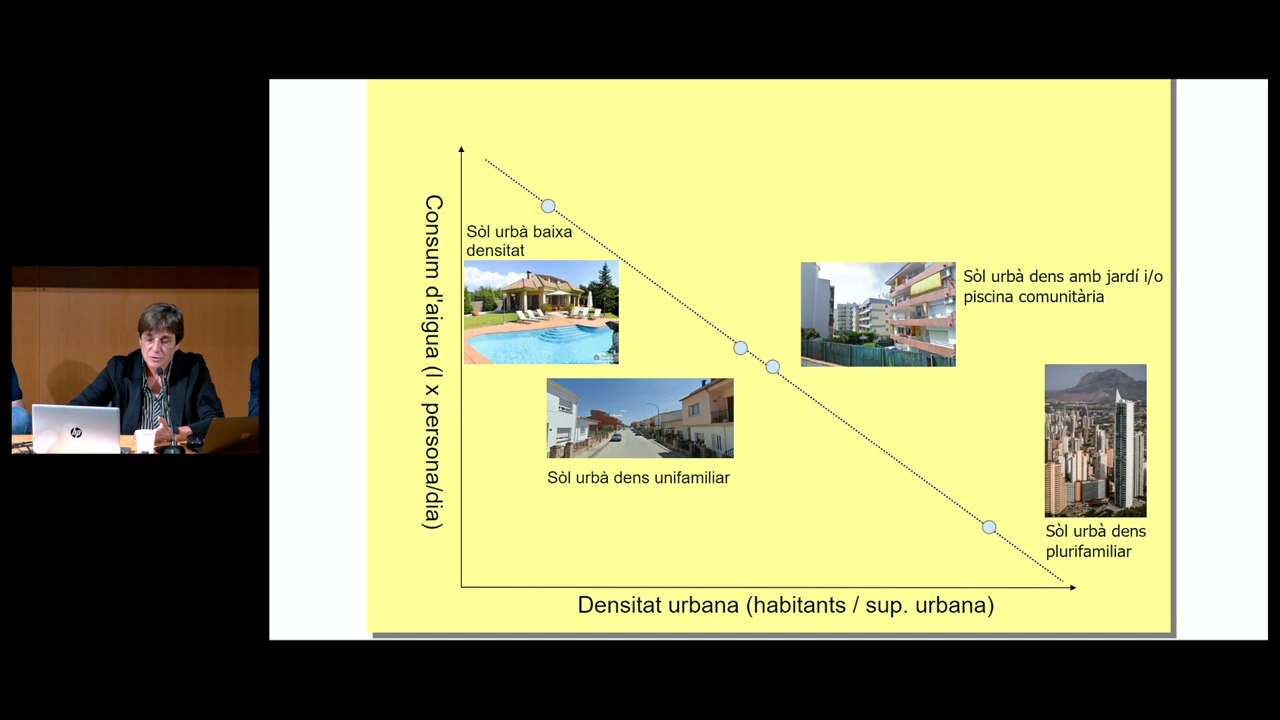 Consum d'aigua (l x persona/dia)
Sòl urbà baixa
densitat
Sòl urbà dens amb jardí i/o
piscina comunitària
Sòl urbà dens unifamiliar
Sòl urbà dens
plurifamiliar
Densitat urbana (habitants / sup. urbana)
hp